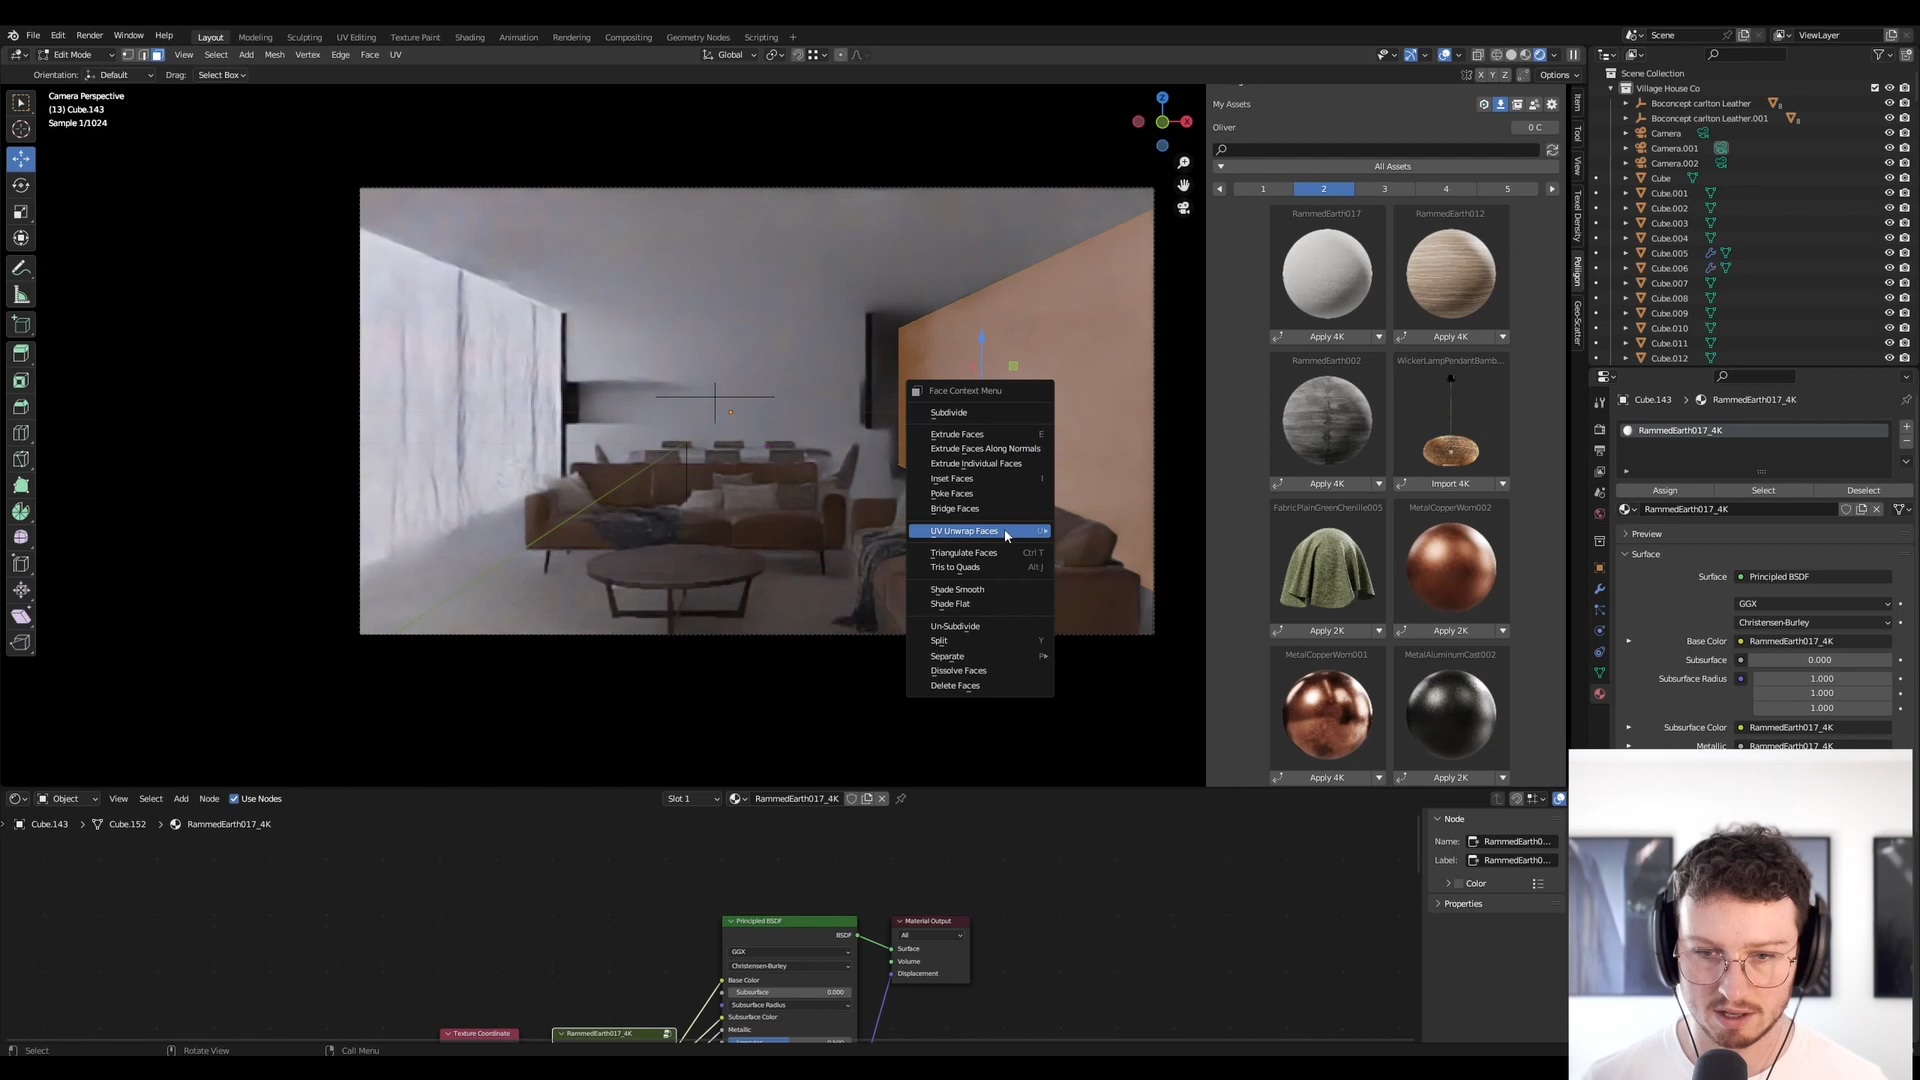 File Edit Render Window Help Layout Modeling Sculpting UV Editing Texture Paint Shading Animation Rendering Compositing Geometry Nodes Scripting + Scene ViewLayer
Edit Mode View Select Add Mesh Vertex Edge Face UV Global
Orientation: Default Drag: Select Box X Y Z Options
Camera Perspective
(13) Cube.143
Sample 1/1024
Z
X
Face Context Menu
Subdivide
Extrude Faces E
Extrude Faces Along Normals
Extrude Individual Faces
Inset Faces I
Poke Faces
Bridge Faces
UV Unwrap Faces U
Triangulate Faces Ctrl T
Tris to Quads Alt J
Shade Smooth
Shade Flat
Un-Subdivide
Split Y
Separate P
Dissolve Faces
Delete Faces
My Assets
Oliver 0 C
All Assets
1 2 3 4 5
RammedEarth017 RammedEarth012
Apply 4K Apply 4K
RammedEarth002 WickerLampPendantBamb...
Apply 4K Import 4K
FabricPlainGreenChenille005 MetalCopperWorn002
Apply 2K Apply 2K
MetalCopperWorn001 MetalAluminumCast002
Apply 4K Apply 2K
Item
Tool
View
Texel Density
Poliigon
Geo-Scatter
Scene Collection
Village House Co
Boconcept carlton Leather 8
Boconcept carlton Leather.001 8
Camera
Camera.001
Camera.002
Cube
Cube.001
Cube.002
Cube.003
Cube.004
Cube.005
Cube.006
Cube.007
Cube.008
Cube.009
Cube.010
Cube.011
Cube.012
Cube.143 RammedEarth017_4K
RammedEarth017_4K
Assign Select Deselect
RammedEarth017_4K
Preview
Surface
Surface Principled BSDF
GGX
Christensen-Burley
Base Color RammedEarth017_4K
Subsurface 0.000
Subsurface Radius 1.000
1.000
1.000
Subsurface Color RammedEarth017_4K
Metallic RammedEarth017_4K
Object View Select Add Node Use Nodes Slot 1 RammedEarth017_4K
Cube.143 Cube.152 RammedEarth017_4K
Principled BSDF
BSDF
GGX
Christensen-Burley
Base Color
Subsurface 0.000
Subsurface Radius
Subsurface Color
Metallic
Material Output
All
Surface
Volume
Displacement
Texture Coordinate RammedEarth017_4K
Node
Name: RammedEarth0...
Label: RammedEarth0...
Color
Properties
Select Rotate View Call Menu